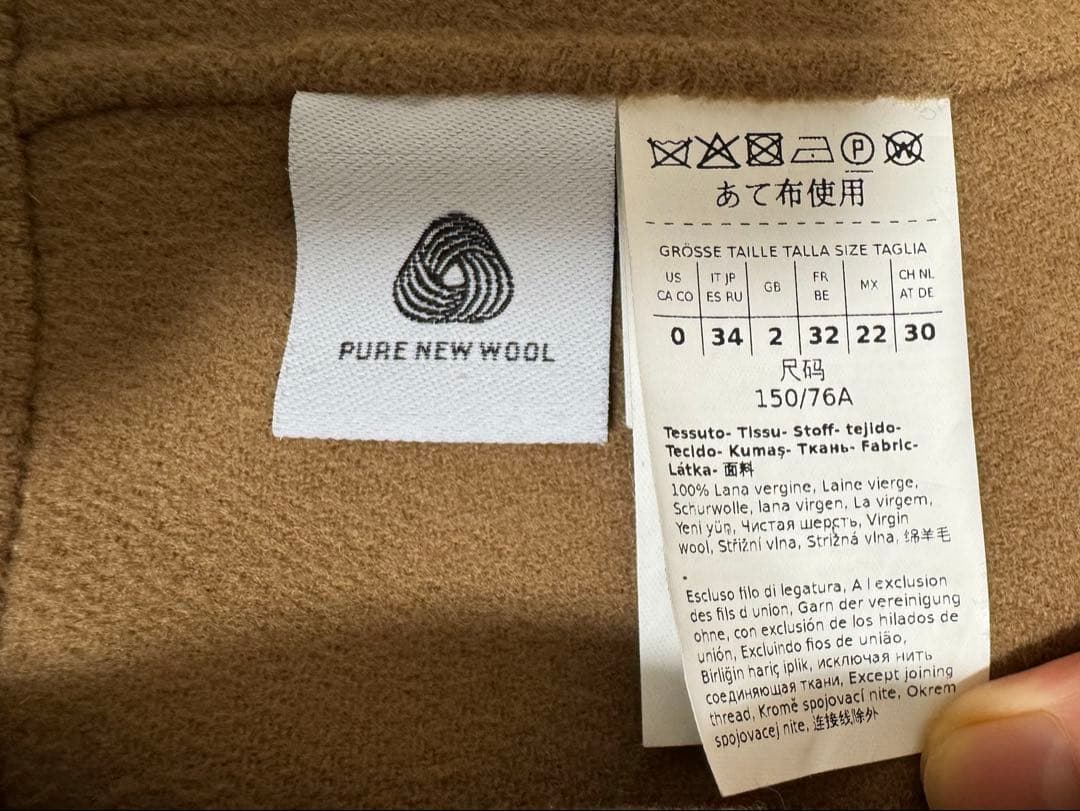 PURE NEW WOOL
P W
あて布使用
GRÖSSE TAILLE TALLA SIZE TAGLIA
US CA CO IT JP ES RU GB FR BE MX CH NL AT DE
0 34 2 32 22 30
尺码
150/76A
Tessuto- Tissu- Stoff- tejido-
Tecido- Kumaş- Ткань- Fabric-
Látka- 面料
100% Lana vergine, Laine vierge,
Schurwolle, lana virgen, La virgem,
Yeni yün, Чистая шерсть, Virgin
wool, Střižní vlna, Strižná vlna, 绵羊毛
Escluso filo di legatura, A l exclusion
des fils d union, Garn der vereinigung
ohne, con exclusión de los hilados de
unión, Excluindo fios de união,
Birliğin hariç iplik, исключая нить
соединяющая ткани, Except joining
thread, Kromě spojovací nite, Okrem
spojovacej nite, 连接线除外